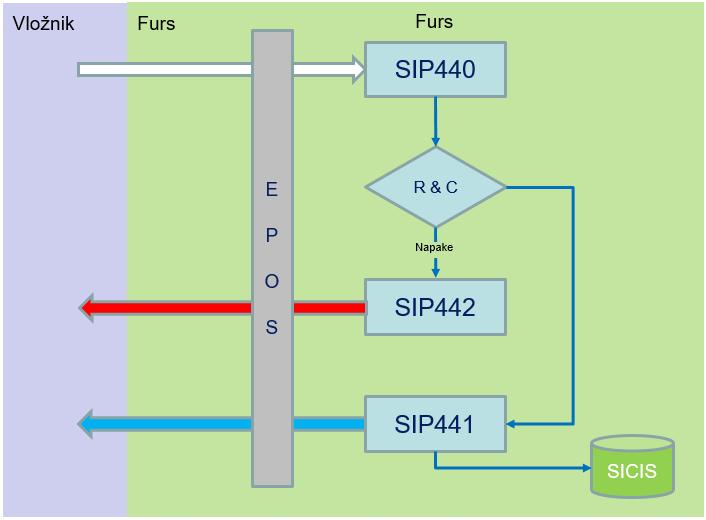 Vložnik
Furs
Furs
SIP440
R & C
E
P
O
S
Napake
SIP442
SIP441
SICIS